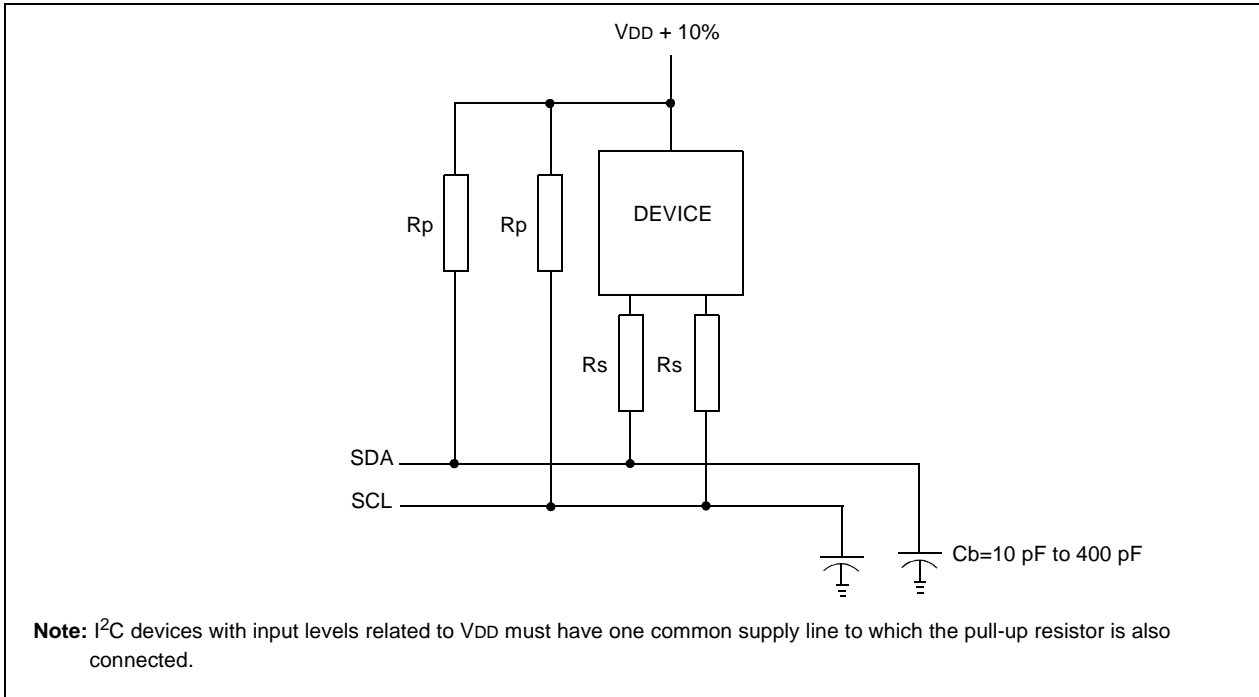 VDD + 10%
DEVICE
Rp
Rp
Rs
Rs
SDA
SCL
Cb=10 pF to 400 pF
Note: I²C devices with input levels related to VDD must have one common supply line to which the pull-up resistor is also
connected.